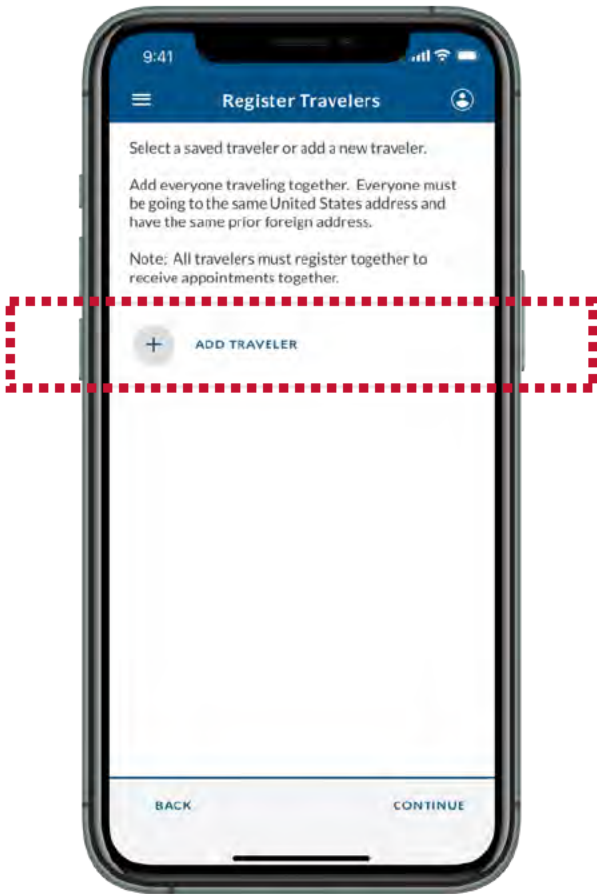 9:41
Register Travelers
Select a saved traveler or add a new traveler.
Add everyone traveling together. Everyone must
be going to the same United States address and
have the same prior foreign address.
Note: All travelers must register together to
receive appointments together.
+ ADD TRAVELER
BACK CONTINUE